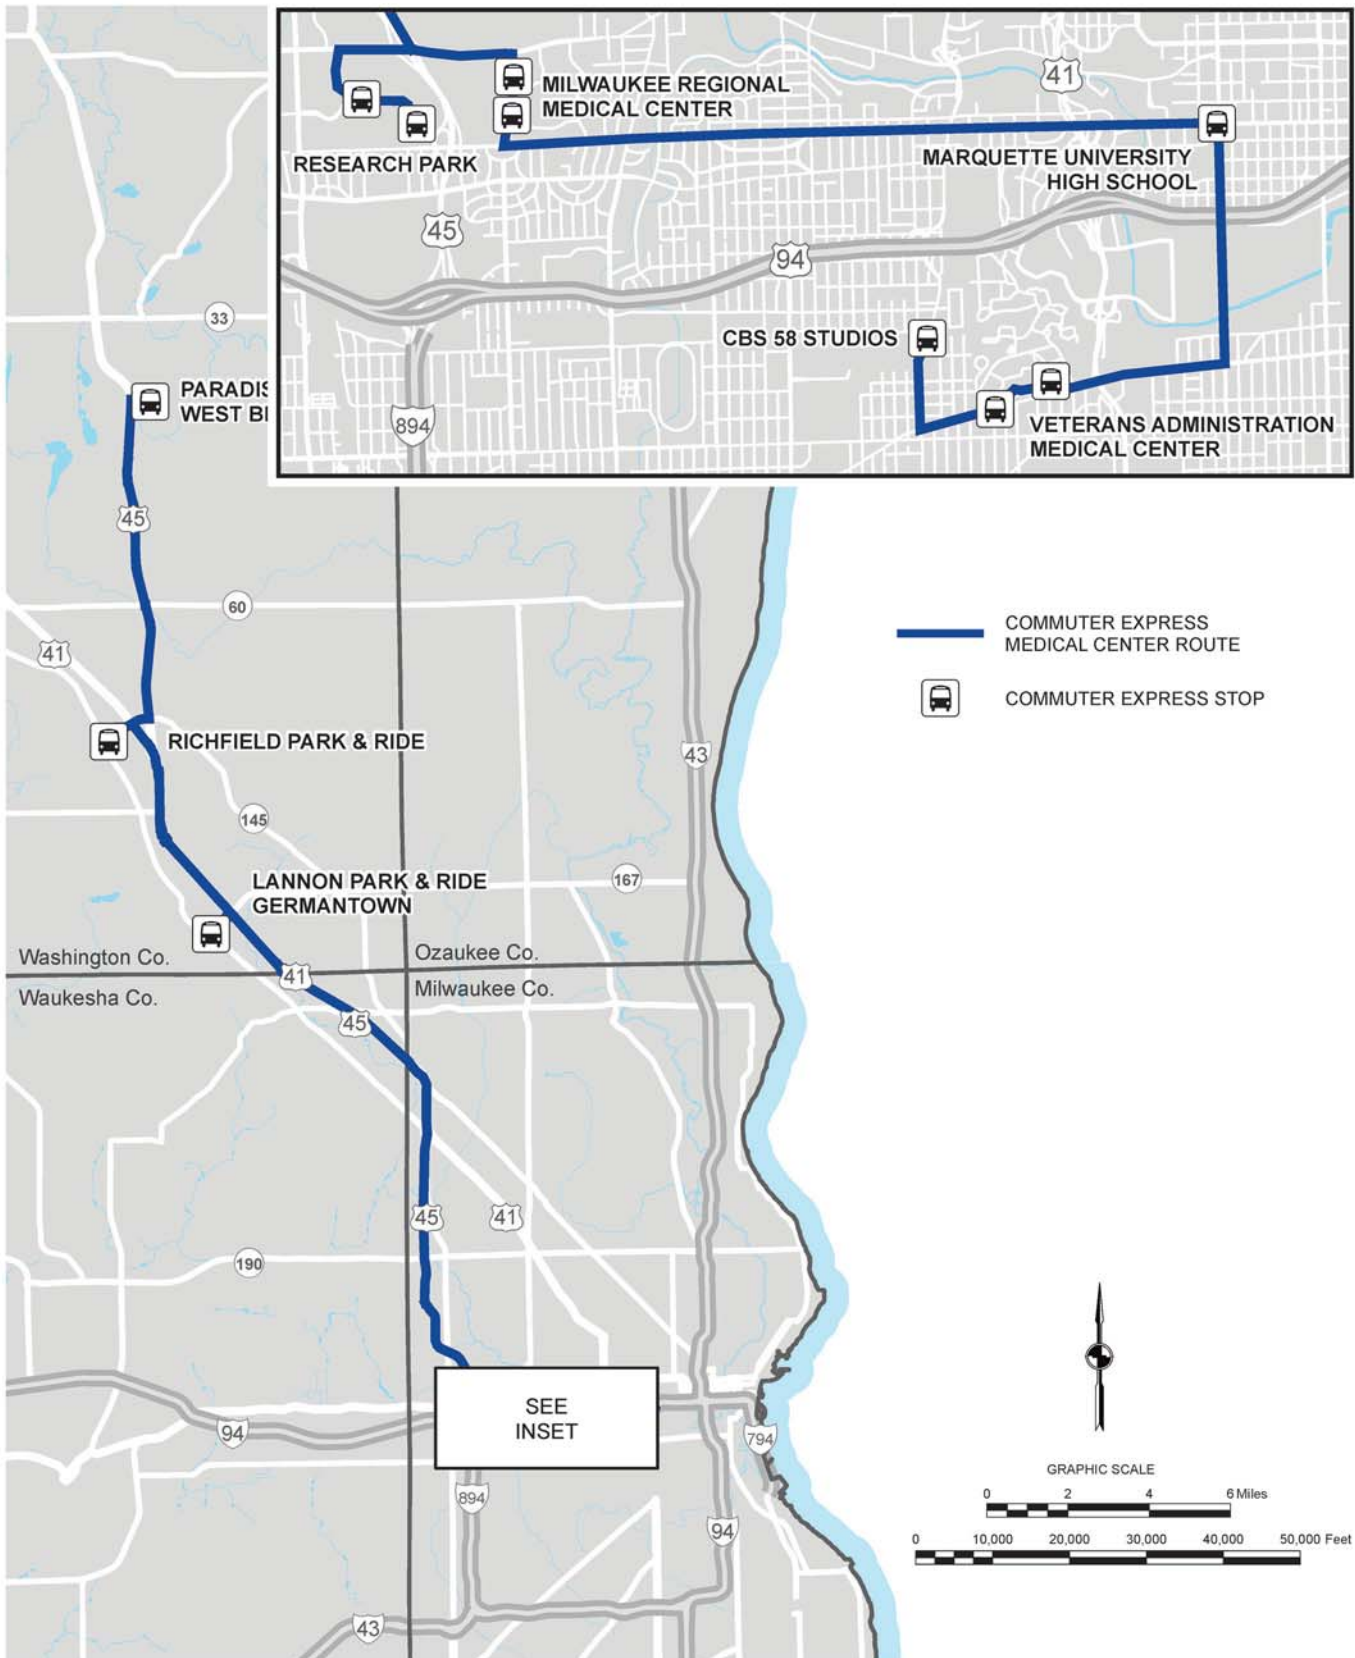 41
MILWAUKEE REGIONAL
MEDICAL CENTER
RESEARCH PARK
MARQUETTE UNIVERSITY
HIGH SCHOOL
45
94
CBS 58 STUDIOS
894
VETERANS ADMINISTRATION
MEDICAL CENTER
33
WEST
45
60
41
COMMUTER EXPRESS
MEDICAL CENTER ROUTE
COMMUTER EXPRESS STOP
RICHFIELD PARK & RIDE
43
145
LANNON PARK & RIDE
GERMANTOWN
167
Washington Co.
Ozaukee Co.
41
Waukesha Co.
Milwaukee Co.
45
45
41
190
SEE
INSET
94
794
894
94
43
GRAPHIC SCALE
0 2 4 6 Miles
0 10,000 20,000 30,000 40,000 50,000 Feet